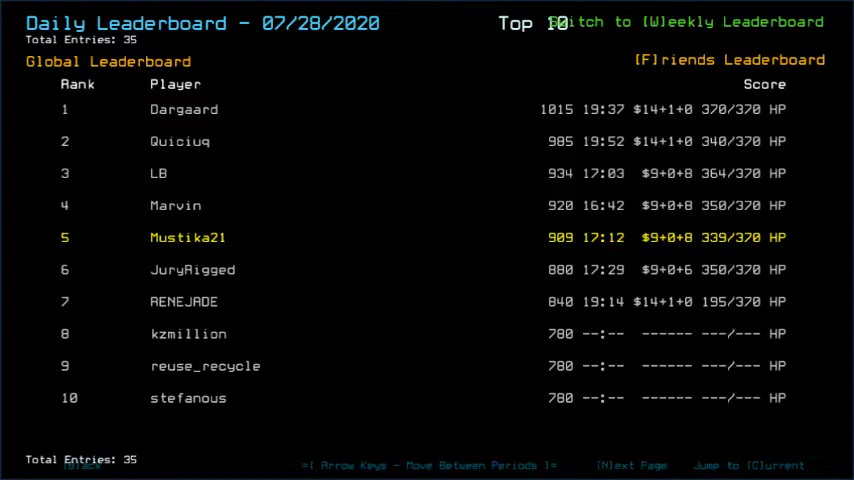 Daily Leaderboard - 07/28/2020 Top 10 Switch to [W]eekly Leaderboard
Total Entries: 35
Global Leaderboard [F]riends Leaderboard
Rank Player Score
1 Dargaard 1015 19:37 $14+1+0 370/370 HP
2 Quiciuq 985 19:52 $14+1+0 340/370 HP
3 LB 934 17:03 $9+0+8 364/370 HP
4 Marvin 920 16:42 $9+0+8 350/370 HP
5 Mustika21 909 17:12 $9+0+8 339/370 HP
6 JuryRigged 880 17:29 $9+0+6 350/370 HP
7 RENEJADE 840 19:14 $14+1+0 195/370 HP
8 kzmillion 780 --:-- ------ ---/--- HP
9 reuse_recycle 780 --:-- ------ ---/--- HP
10 stefanous 780 --:-- ------ ---/--- HP
Total Entries: 35
[B]ack =[ Arrow Keys - Move Between Periods ]= [N]ext Page Jump to [C]urrent